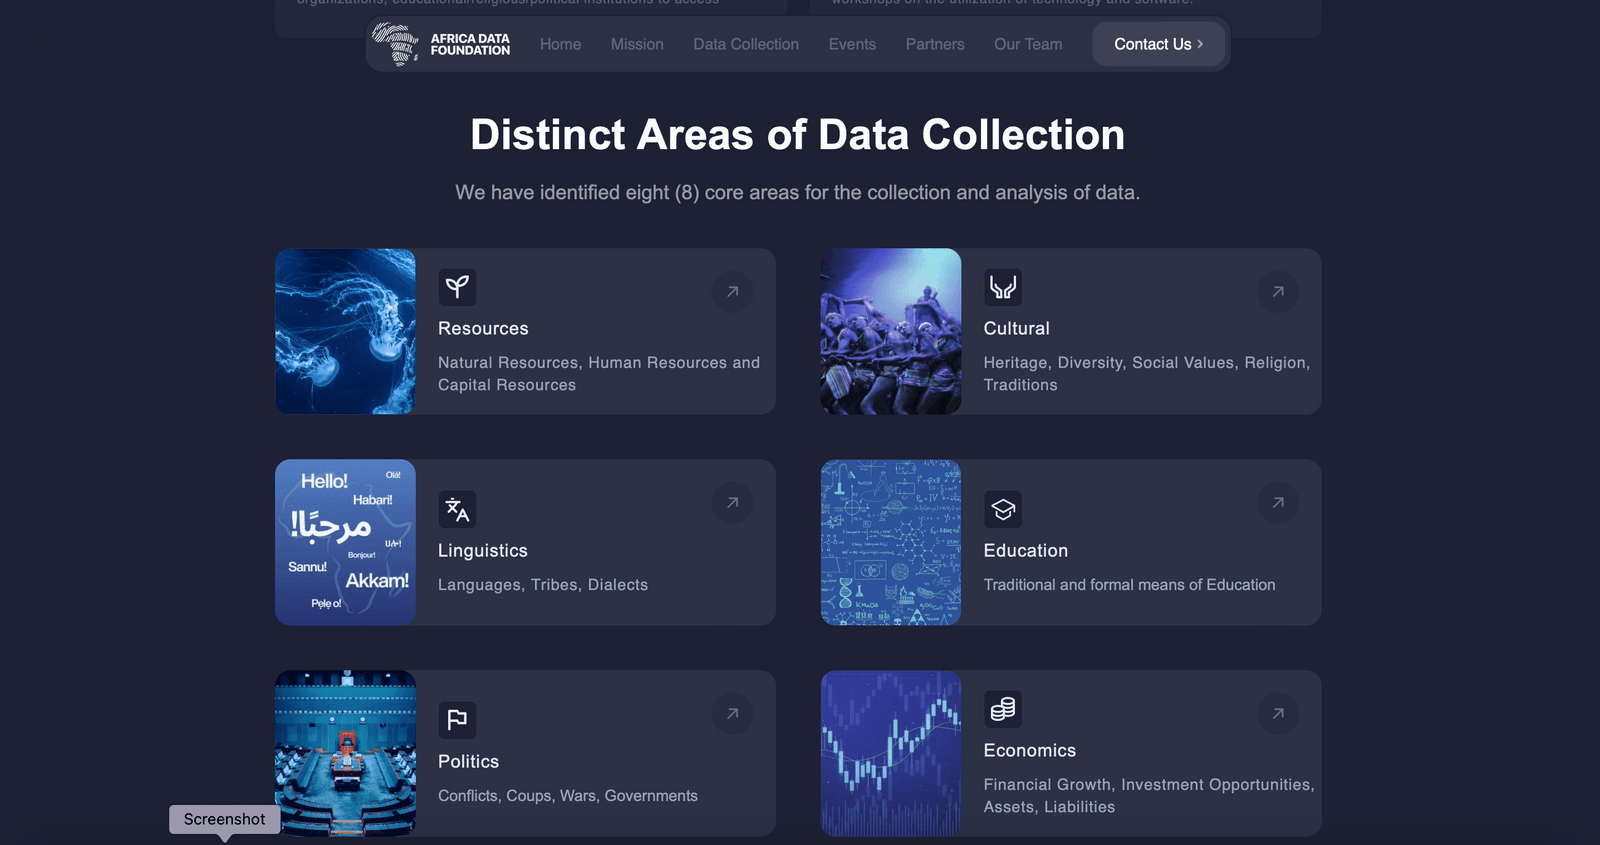 organizations, educational/religious/political institutions to access
workshops on the utilization of technology and software.
AFRICA DATA
FOUNDATION
Home
Mission
Data Collection
Events
Partners
Our Team
Contact Us
Distinct Areas of Data Collection
We have identified eight (8) core areas for the collection and analysis of data.
Resources
Natural Resources, Human Resources and
Capital Resources
Cultural
Heritage, Diversity, Social Values, Religion,
Traditions
Hello!
Olá!
Habari!
مرحبًا!
Bonjour!
Sannu!
Akkam!
Pẹlẹ o!
Linguistics
Languages, Tribes, Dialects
Education
Traditional and formal means of Education
Politics
Conflicts, Coups, Wars, Governments
Economics
Financial Growth, Investment Opportunities,
Assets, Liabilities
Screenshot